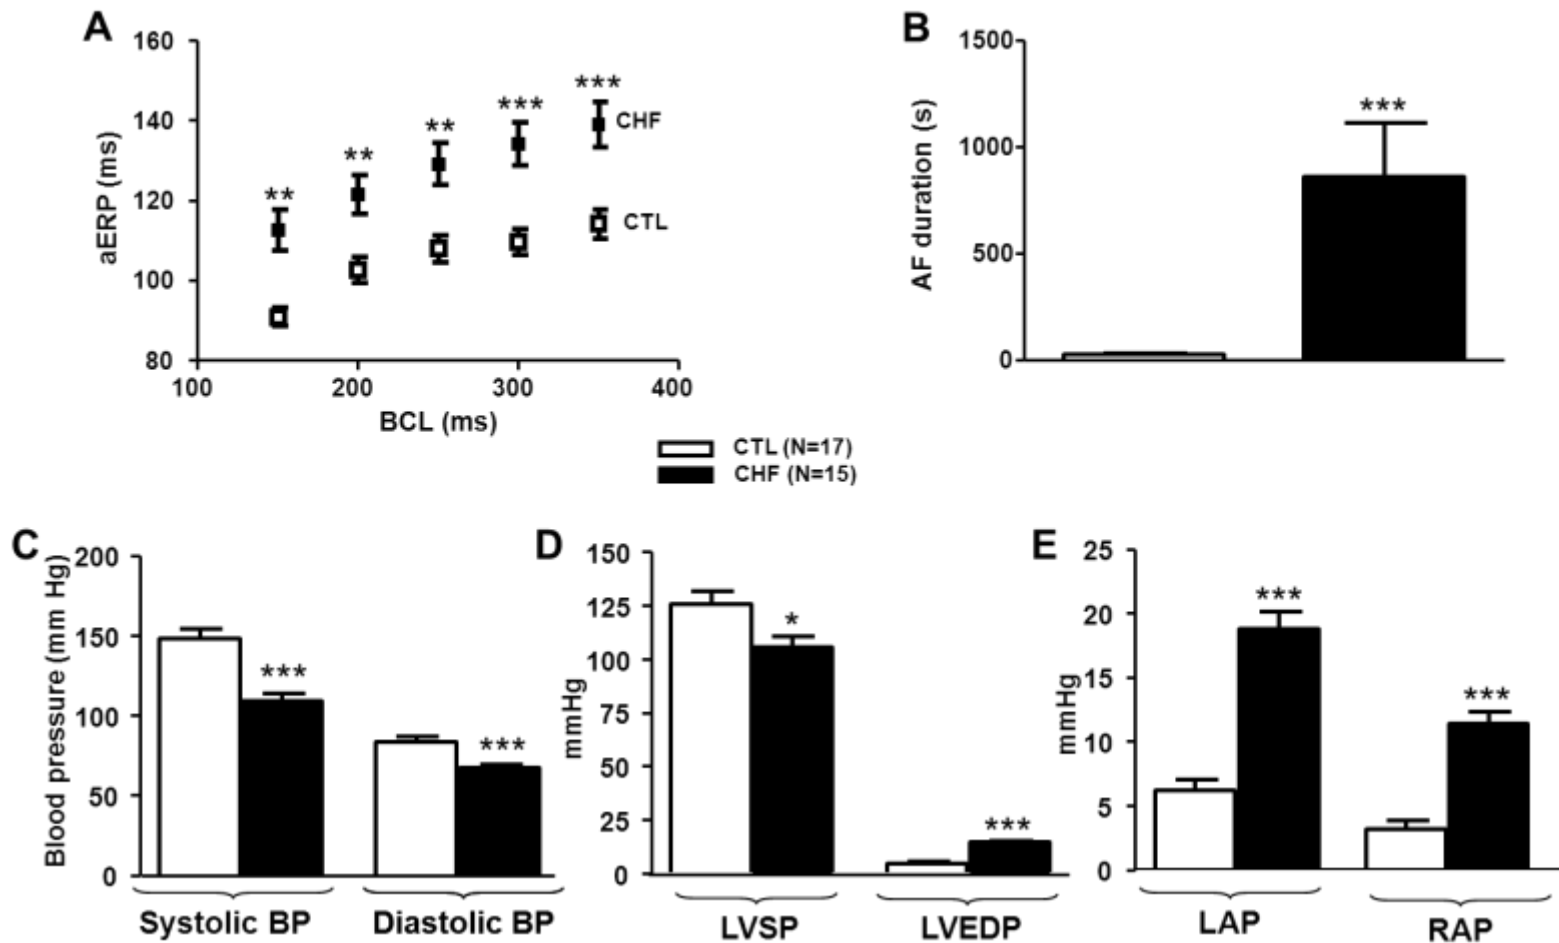 A
160
140
120
100
80
aERP (ms)
** ** ** *** ***
CHF
CTL
100 200 300 400
BCL (ms)
B
1500
1000
500
0
AF duration (s)
***
CTL (N=17)
CHF (N=15)
C
200
150
100
50
0
Blood pressure (mm Hg)
***
***
Systolic BP Diastolic BP
D
150
125
100
75
50
25
0
mmHg
*
***
LVSP LVEDP
E
25
20
15
10
5
0
mmHg
***
***
LAP RAP